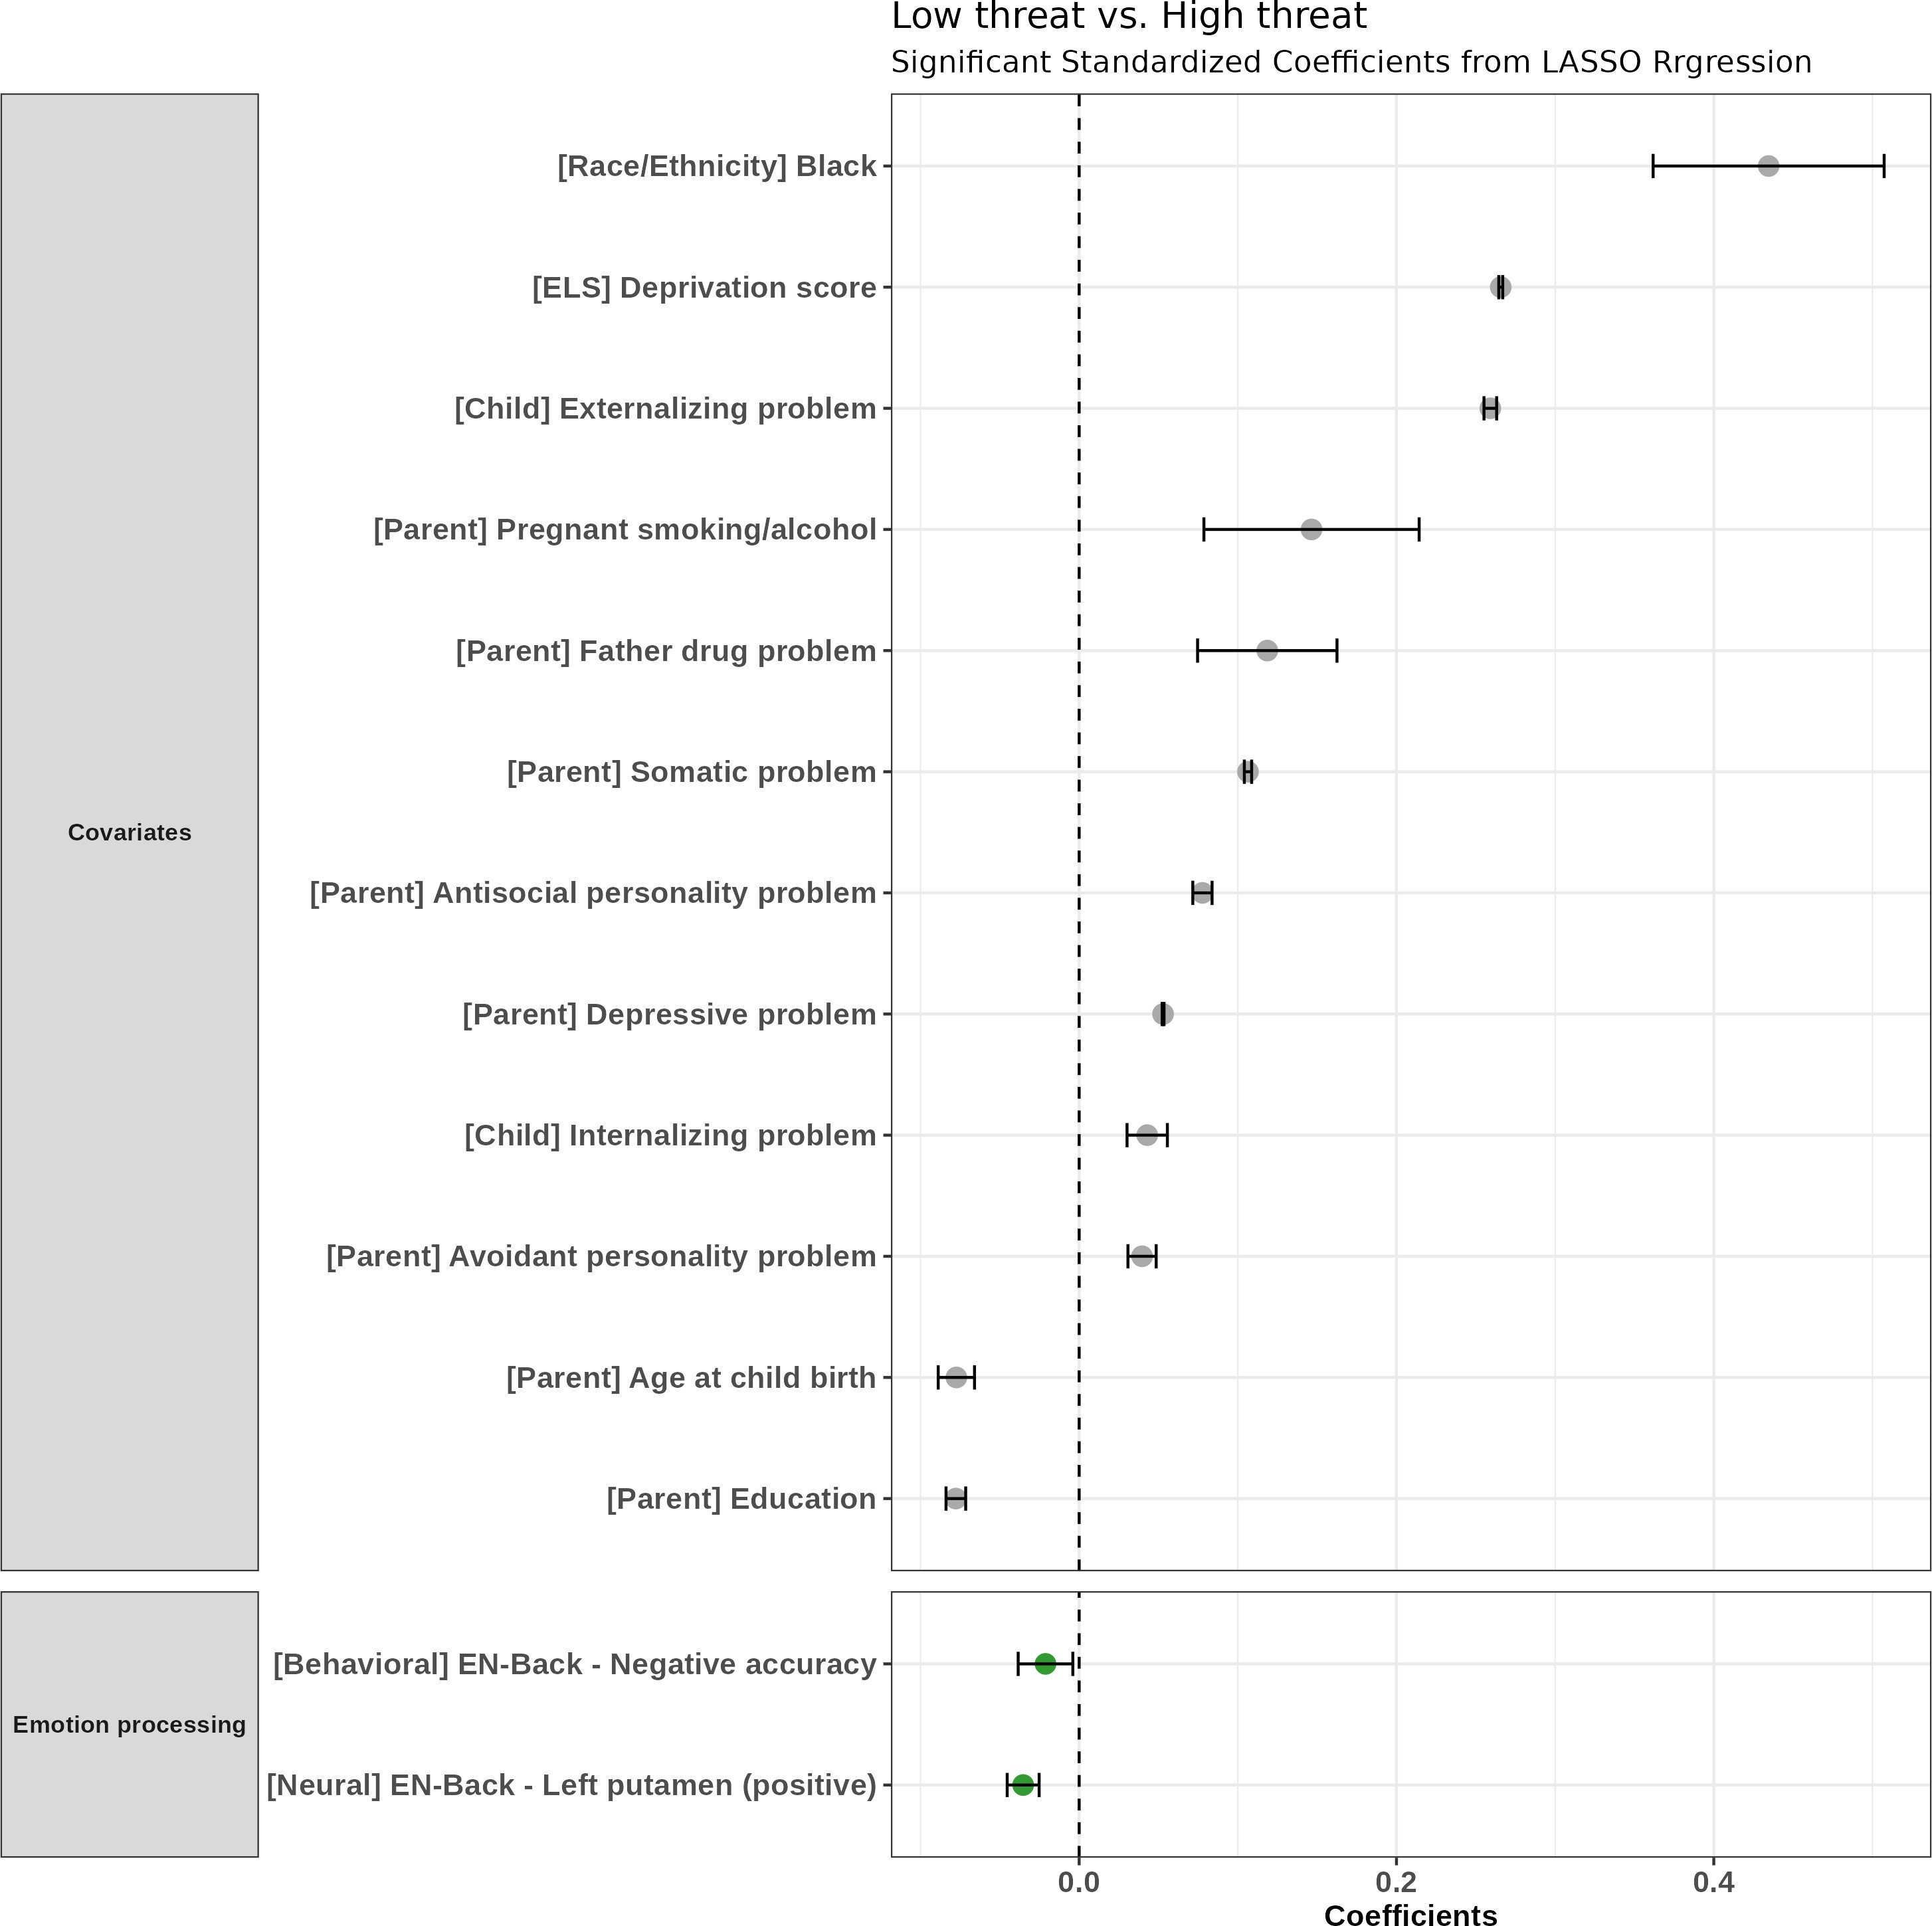 Low threat vs. High threat
Significant Standardized Coefficients from LASSO Rrgression
Covariates
[Race/Ethnicity] Black
[ELS] Deprivation score
[Child] Externalizing problem
[Parent] Pregnant smoking/alcohol
[Parent] Father drug problem
[Parent] Somatic problem
[Parent] Antisocial personality problem
[Parent] Depressive problem
[Child] Internalizing problem
[Parent] Avoidant personality problem
[Parent] Age at child birth
[Parent] Education
Emotion processing
[Behavioral] EN-Back - Negative accuracy
[Neural] EN-Back - Left putamen (positive)
0.0 0.2 0.4
Coefficients